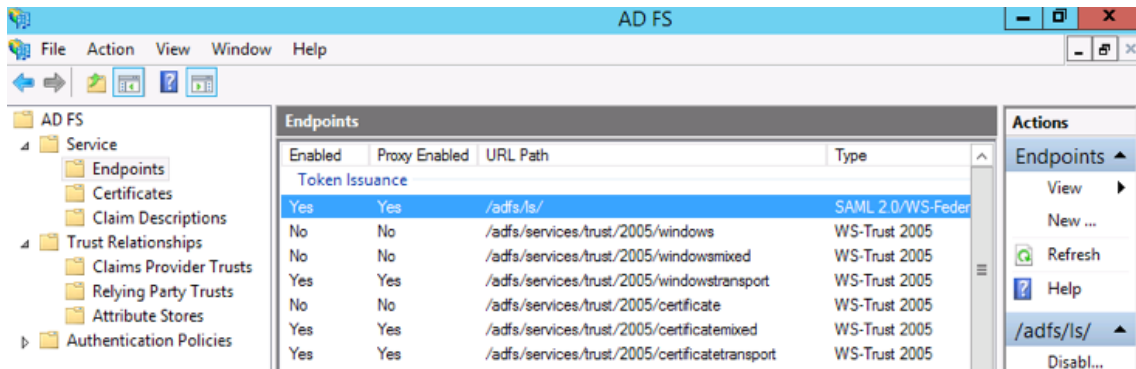 AD FS
File Action View Window Help
AD FS
Service
Endpoints
Certificates
Claim Descriptions
Trust Relationships
Claims Provider Trusts
Relying Party Trusts
Attribute Stores
Authentication Policies
Endpoints
Enabled Proxy Enabled URL Path Type
Token Issuance
Yes Yes /adfs/ls/ SAML 2.0/WS-Feder
No No /adfs/services/trust/2005/windows WS-Trust 2005
No No /adfs/services/trust/2005/windowsmixed WS-Trust 2005
Yes Yes /adfs/services/trust/2005/windowstransport WS-Trust 2005
No No /adfs/services/trust/2005/certificate WS-Trust 2005
Yes Yes /adfs/services/trust/2005/certificatemixed WS-Trust 2005
Yes Yes /adfs/services/trust/2005/certificatetransport WS-Trust 2005
Actions
Endpoints
View
New ...
Refresh
Help
/adfs/ls/
Disabl...